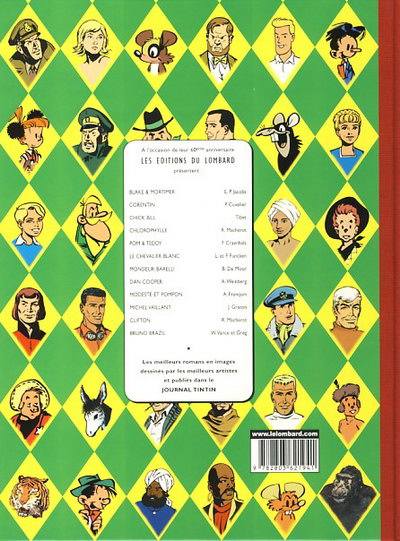 A l'occasion de leur 60ème anniversaire
LES EDITIONS DU LOMBARD
présentent
BLAKE & MORTIMER E. P. Jacobs
CORENTIN P. Cuvelier
CHICK BILL Tibet
CHLOROPHYLLE R. Macherot
POM & TEDDY F. Craenhals
LE CHEVALIER BLANC L. et F. Funcken
MONSIEUR BARELLI B. De Moor
DAN COOPER A. Weinberg
MODESTE ET POMPON A. Franquin
MICHEL VAILLANT J. Graton
CLIFTON R. Macherot
BRUNO BRAZIL W. Vance et Greg
Les meilleurs romans en images
dessinés par les meilleurs artistes
et publiés dans le
JOURNAL TINTIN
www.lelombard.com
9 782803 621941